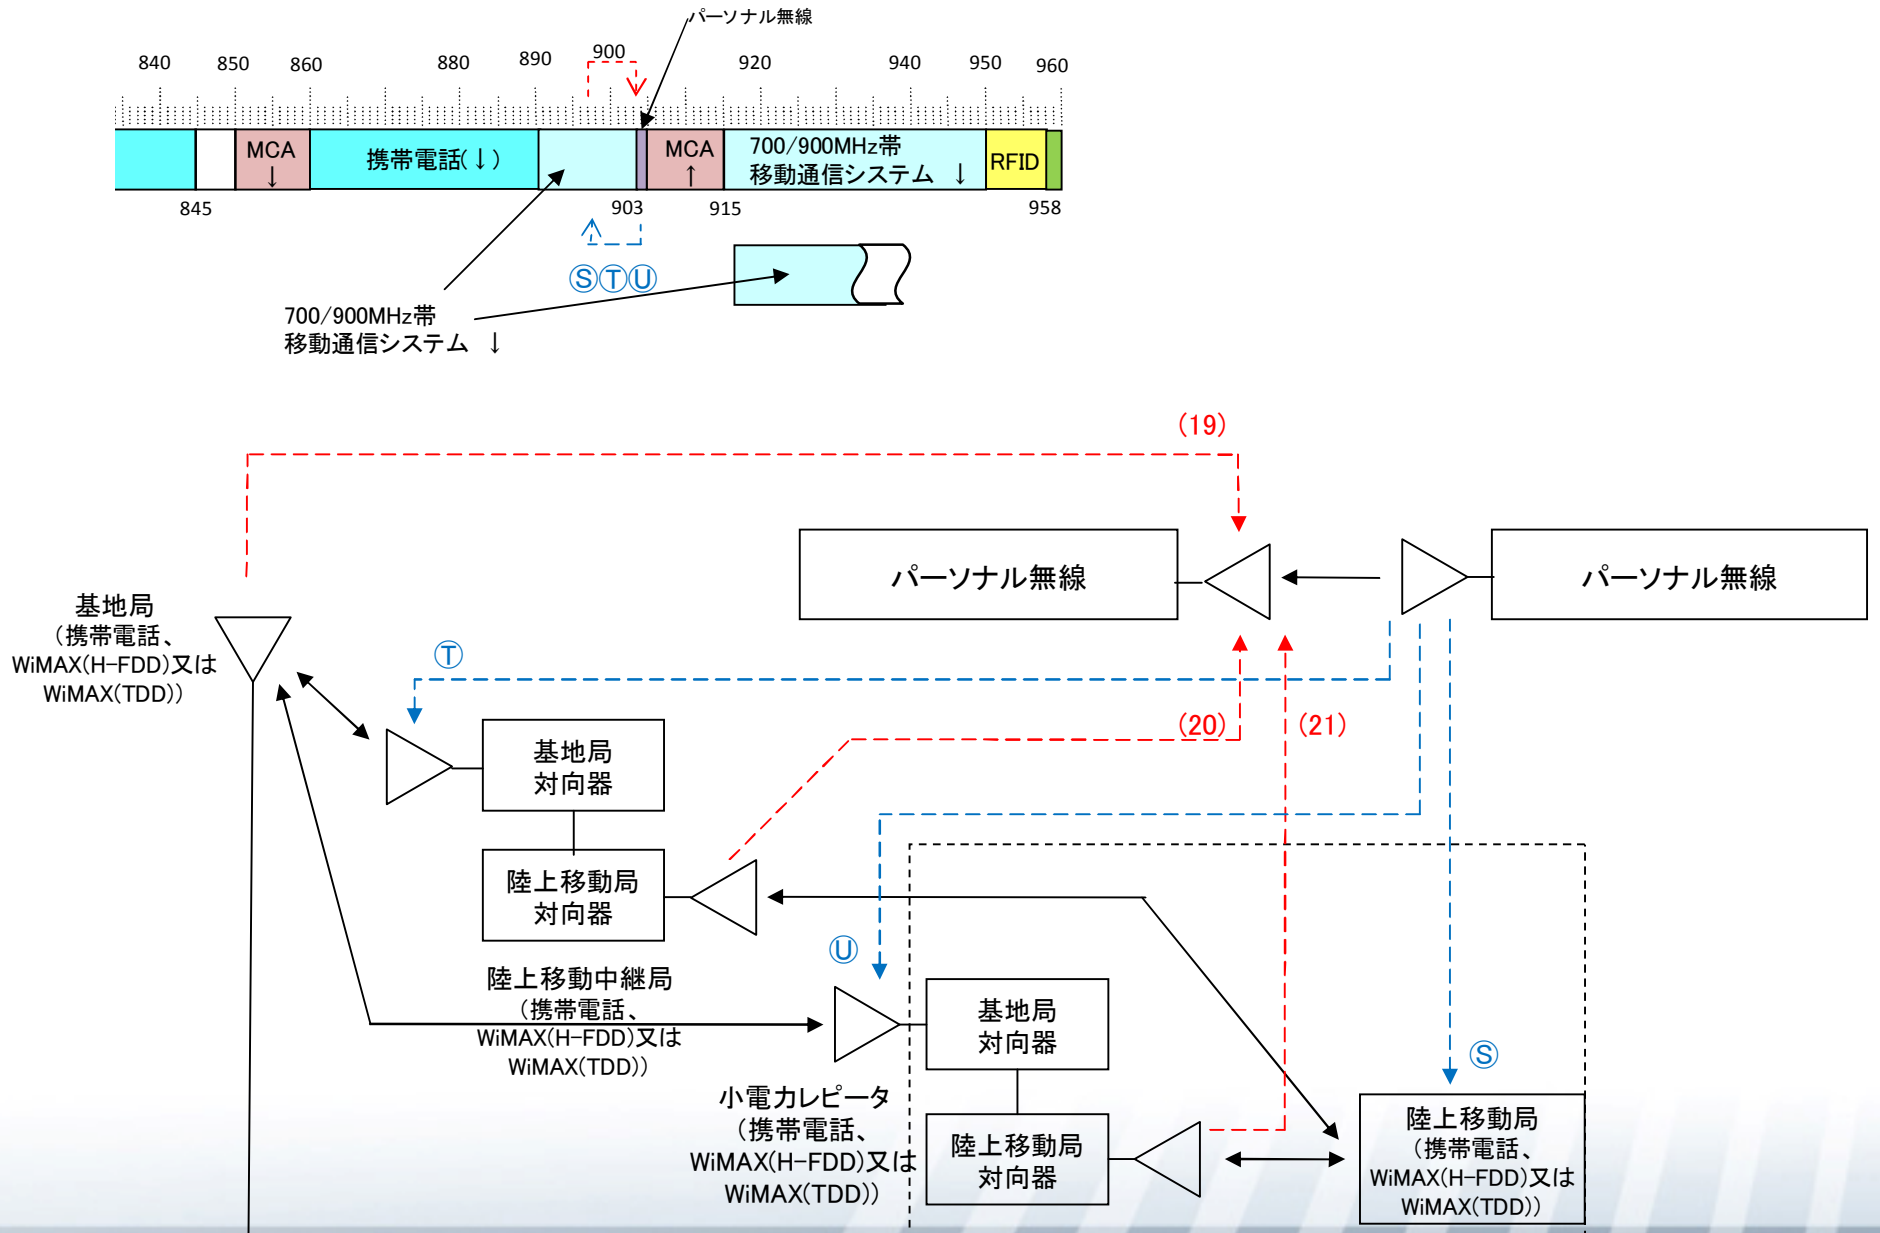 パーソナル無線
840 850 860 880 890 900 920 940 950 960
MCA
↓
携帯電話(↓)
MCA
↑
700/900MHz帯
移動通信システム ↓
RFID
845 903 915 958
ⓈⓉⓊ
700/900MHz帯
移動通信システム ↓
(19)
パーソナル無線
パーソナル無線
基地局
(携帯電話、
WiMAX(H-FDD)又は
WiMAX(TDD))
Ⓣ
(20)
(21)
基地局
対向器
陸上移動局
対向器
陸上移動中継局
(携帯電話、
WiMAX(H-FDD)又は
WiMAX(TDD))
Ⓤ
基地局
対向器
Ⓢ
小電力レピータ
(携帯電話、
WiMAX(H-FDD)又は
WiMAX(TDD))
陸上移動局
対向器
陸上移動局
(携帯電話、
WiMAX(H-FDD)又は
WiMAX(TDD))